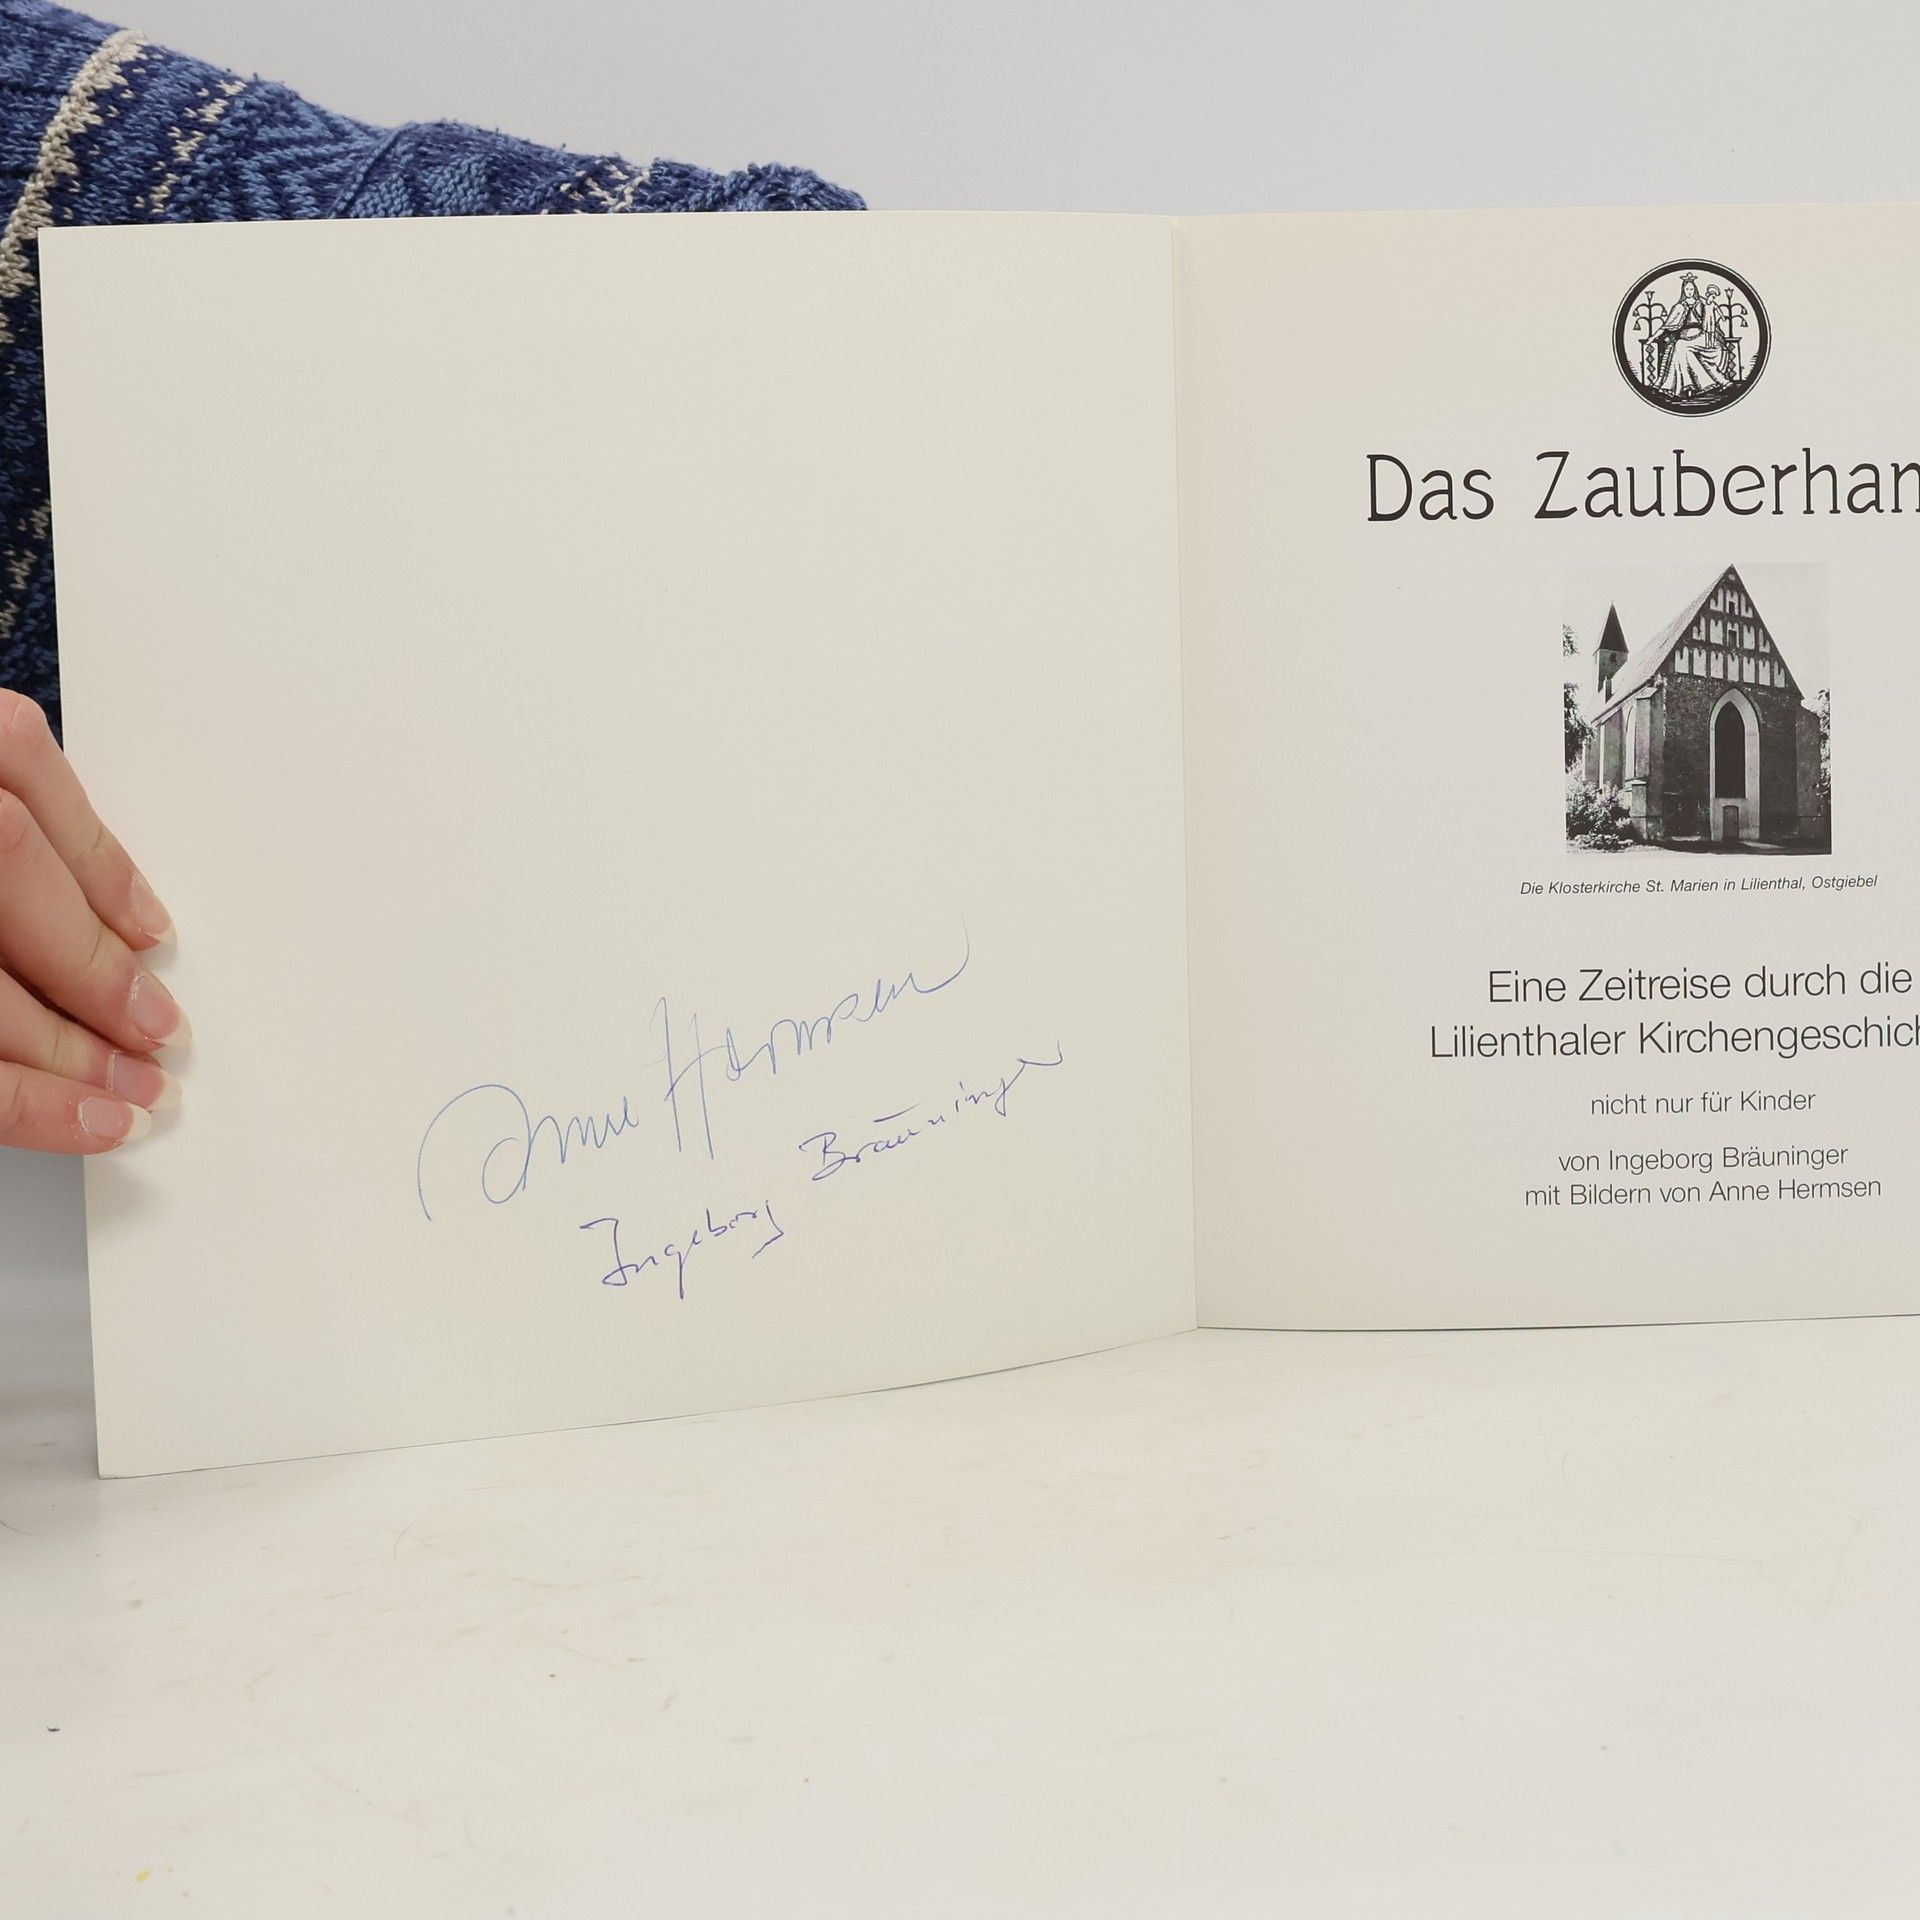 Anne Hermsen
Ingeborg Bräuninger
Das Zauberhan
Die Klosterkirche St. Marien in Lilienthal, Ostgiebel
Eine Zeitreise durch die
Lilienthaler Kirchengeschich
nicht nur für Kinder
von Ingeborg Bräuninger
mit Bildern von Anne Hermsen